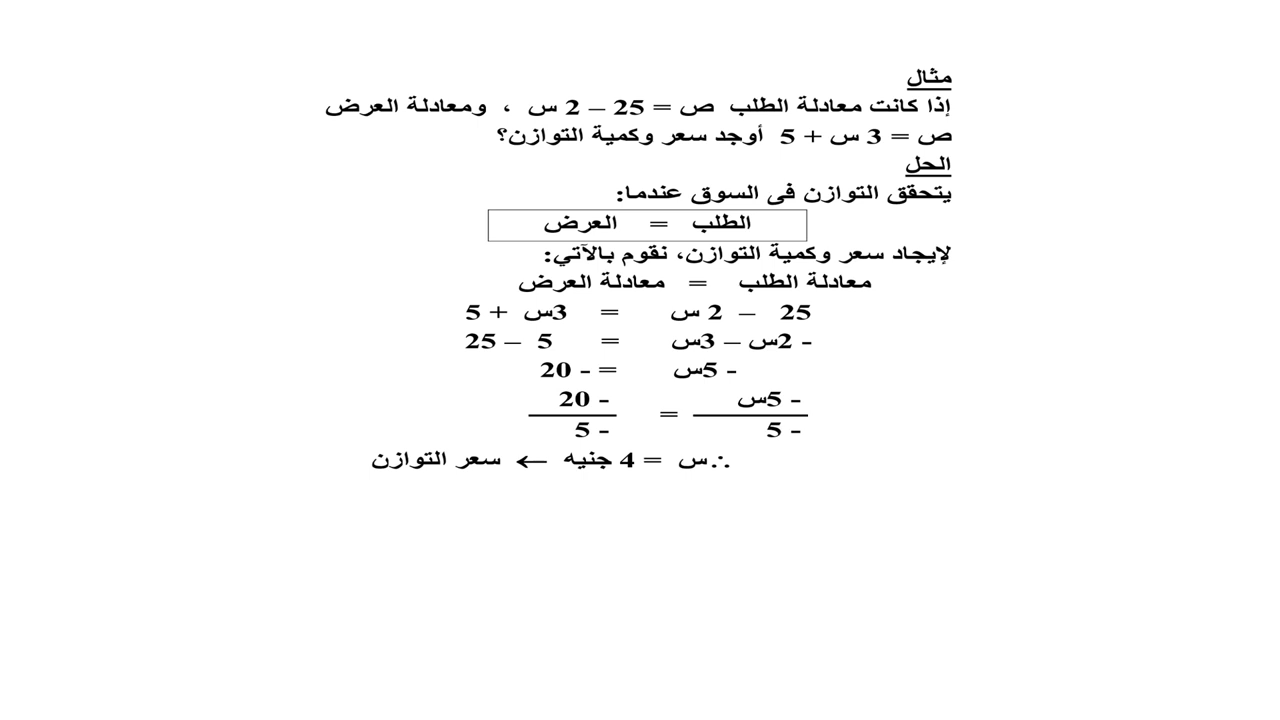 مثال
إذا كانت معادلة الطلب ص = 25 – 2 س ، ومعادلة العرض
ص = 3 س + 5 أوجد سعر وكمية التوازن؟
الحل
يتحقق التوازن فى السوق عندما:
الطلب = العرض
لإيجاد سعر وكمية التوازن، نقوم بالآتي:
معادلة الطلب = معادلة العرض
25 – 2 س = 3س + 5
- 2س – 3س = 5 – 25
- 5س = - 20
- 5س = - 20
- 5 - 5
∴س = 4 جنيه ← سعر التوازن